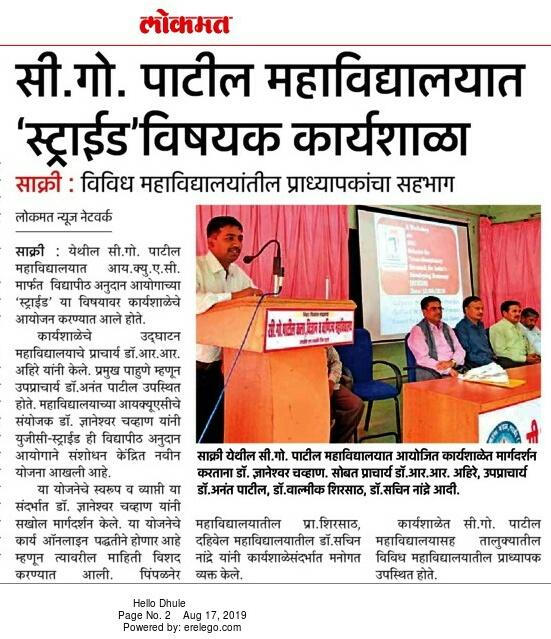 लोकमत
सी.गो. पाटील महाविद्यालयात
‘स्ट्राईड’विषयक कार्यशाळा
साक्री : विविध महाविद्यालयांतील प्राध्यापकांचा सहभाग
लोकमत न्यूज नेटवर्क
साक्री : येथील सी.गो. पाटील
महाविद्यालयात आय.क्यु.ए.सी.
मार्फत विद्यापीठ अनुदान आयोगाच्या
‘स्ट्राईड’ या विषयावर कार्यशाळेचे
आयोजन करण्यात आले होते.
कार्यशाळेचे उद्घाटन
महाविद्यालयाचे प्राचार्य डॉ.आर.आर.
अहिरे यांनी केले. प्रमुख पाहुणे म्हणून
उपप्राचार्य डॉ.अनंत पाटील उपस्थित
होते. महाविद्यालयाच्या आयक्यूएसीचे
संयोजक डॉ. ज्ञानेश्वर चव्हाण यांनी
युजीसी-स्ट्राईड ही विद्यापीठ अनुदान
आयोगाने संशोधन केंद्रित नवीन
योजना आखली आहे.
या योजनेचे स्वरूप व व्याप्ती या
संदर्भात डॉ. ज्ञानेश्वर चव्हाण यांनी
सखोल मार्गदर्शन केले. या योजनेचे
कार्य ऑनलाइन पद्धतीने होणार आहे
म्हणून त्यावरील माहिती विशद
करण्यात आली. पिंपळनेर
सी.गो.पाटील कला, विज्ञान व वाणिज्य महाविद्यालय
A Workshop
साक्री येथील सी.गो. पाटील महाविद्यालयात आयोजित कार्यशाळेत मार्गदर्शन
करताना डॉ. ज्ञानेश्वर चव्हाण. सोबत प्राचार्य डॉ.आर.आर. अहिरे, उपप्राचार्य
डॉ.अनंत पाटील, डॉ.वाल्मीक शिरसाठ, डॉ.सचिन नांद्रे आदी.
महाविद्यालयातील प्रा.शिरसाठ,
दहिवेल महाविद्यालयातील डॉ.सचन
नांद्रे यांनी कार्यशाळेसंदर्भात मनोगत
व्यक्त केले.
कार्यशाळेत सी.गो. पाटील
महाविद्यालयासह तालुक्यातील
विविध महाविद्यालयातील प्राध्यापक
उपस्थित होते.
Hello Dhule
Page No. 2 Aug 17, 2019
Powered by: erelego.com